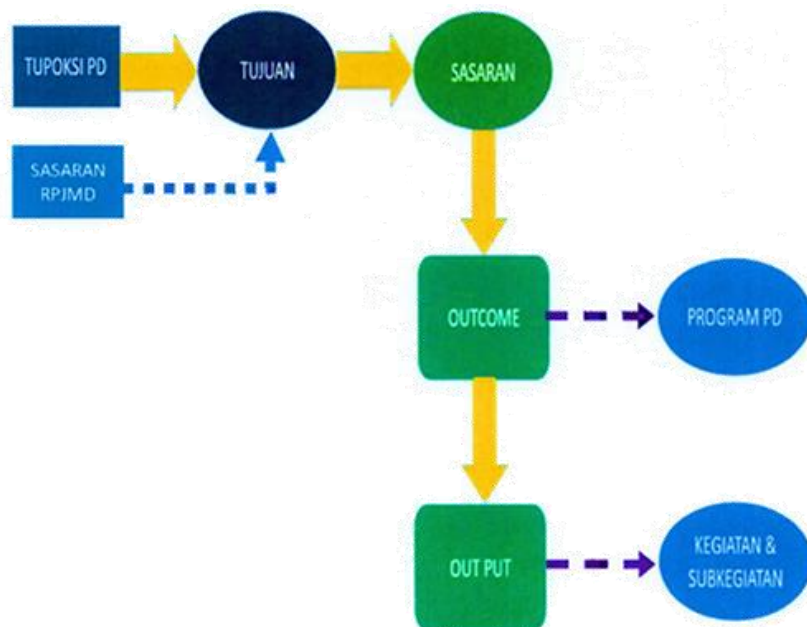 TUPOKSI PD
TUJUAN
SASARAN
SASARAN
RPJMD
OUTCOME
PROGRAM PD
OUT PUT
KEGIATAN &
SUBKEGIATAN